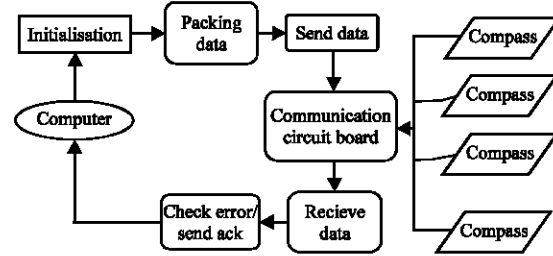 Initialisation
Packing
data
Send data
Compass
Compass
Compass
Compass
Communication
circuit board
Computer
Check error/
send ack
Recieve
data